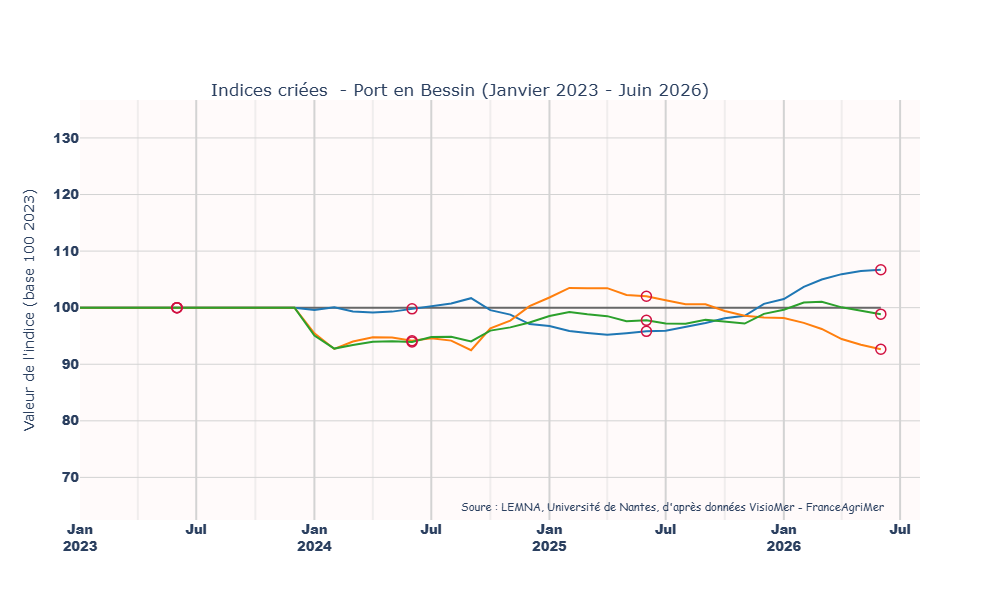 Indices criées  - Port en Bessin (Janvier 2023 - Juin 2026)
Valeur de l'indice (base 100 2023)
130
120
110
100
90
80
70
Soure : LEMNA, Université de Nantes, d'après données VisioMer - FranceAgriMer
Jan Jul Jan Jul Jan Jul Jan Jul
2023 2024 2025 2026